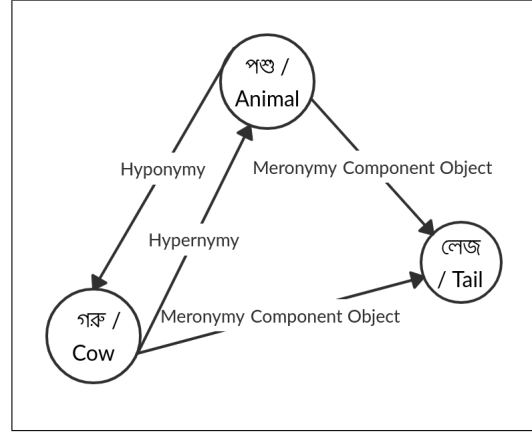 পশু /
Animal
Hyponymy
Meronymy Component Object
Hypernymy
লেজ
/ Tail
Meronymy Component Object
গরু /
Cow